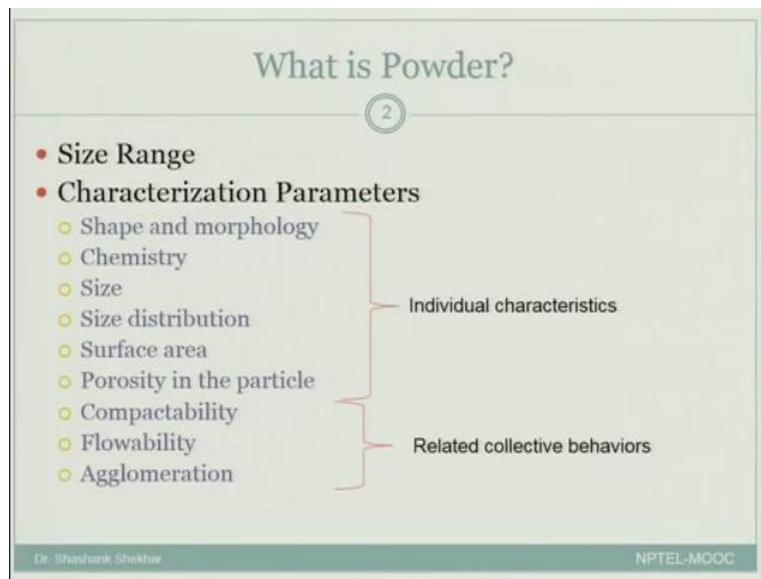 What is Powder?
2
Size Range
Characterization Parameters
Shape and morphology
Chemistry
Size
Size distribution
Surface area
Porosity in the particle
Compactability
Flowability
Agglomeration
Individual characteristics
Related collective behaviors
Dr. Shashank Shekhar
NPTEL-MOOC